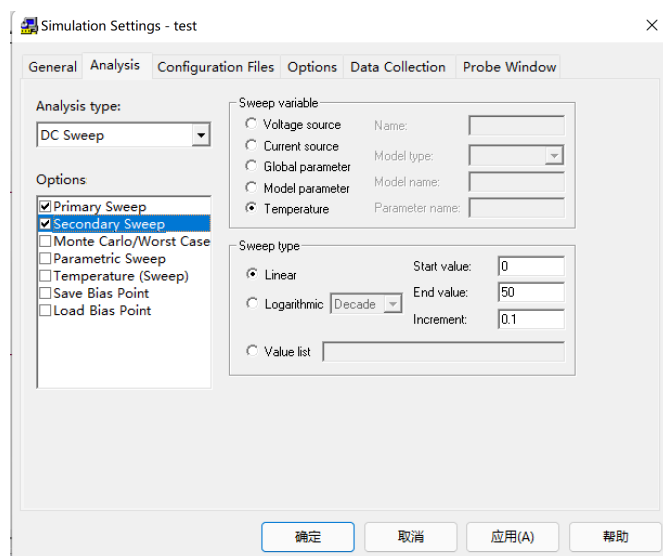 Simulation Settings - test
General Analysis Configuration Files Options Data Collection Probe Window
Analysis type:
DC Sweep
Options
Primary Sweep
Secondary Sweep
Monte Carlo/Worst Case
Parametric Sweep
Temperature (Sweep)
Save Bias Point
Load Bias Point
Sweep variable
Voltage source
Current source
Global parameter
Model parameter
Temperature
Name:
Model type:
Model name:
Parameter name:
Sweep type
Linear
Logarithmic Decade
Value list
Start value: 0
End value: 50
Increment: 0.1
确定 取消 应用(A) 帮助